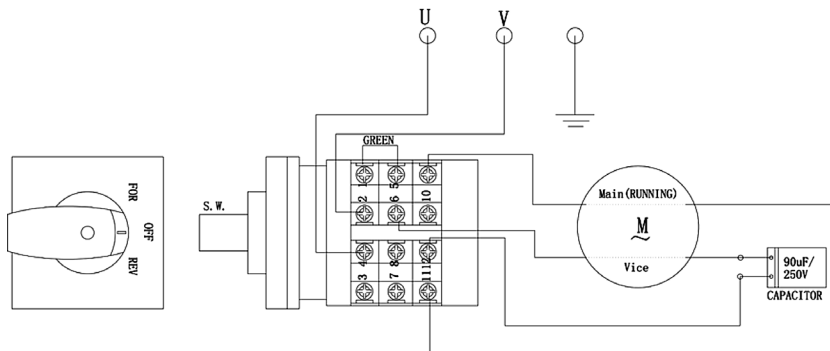 U
V
GREEN
1
5
2
6
10
S.W.
4
8
12
3
7
11
FOR
OFF
REV
Main(RUNNING)
M
~
Vice
90uF/
250V
CAPACITOR